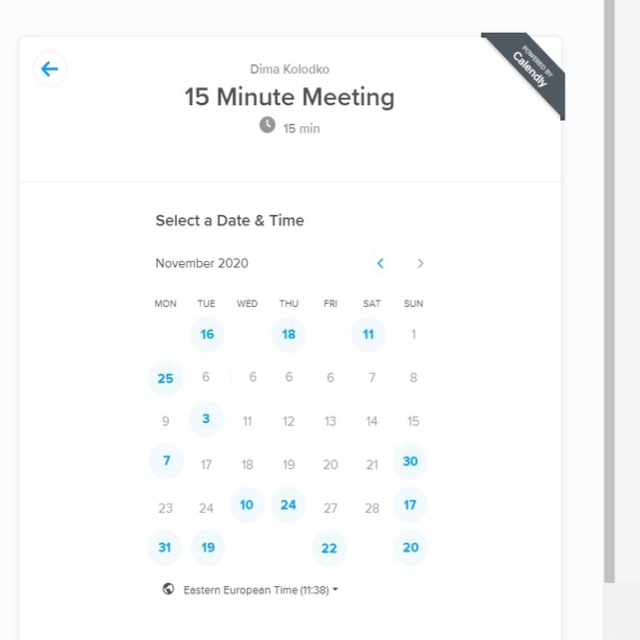 POWERED BY
Calendly
Dima Kolodko
15 Minute Meeting
15 min
Select a Date & Time
November 2020
MON TUE WED THU FRI SAT SUN
16 18 11 1
25 6 6 6 6 7 8
9 3 11 12 13 14 15
7 17 18 19 20 21 30
23 24 10 24 27 28 17
31 19 22 20
Eastern European Time (11:38)